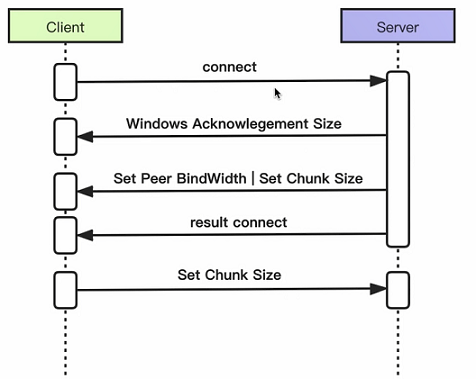 Client
Server
connect
Windows Acknowlegement Size
Set Peer BindWidth | Set Chunk Size
result connect
Set Chunk Size